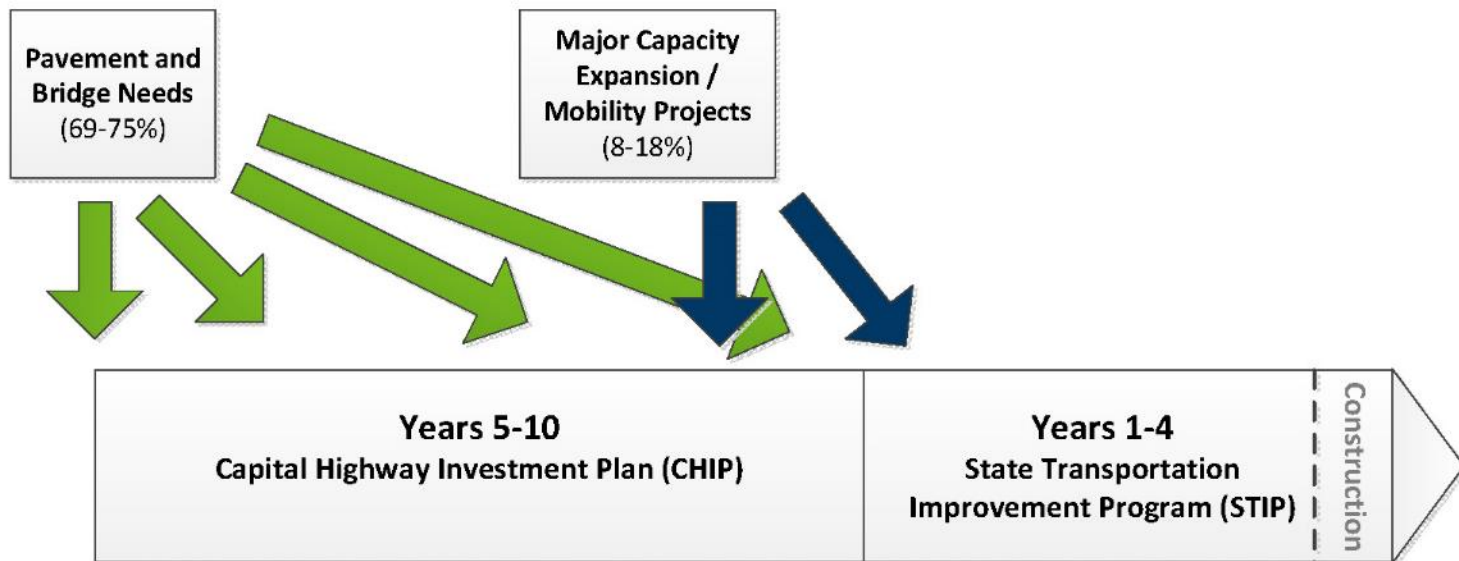 Pavement and
Bridge Needs
(69-75%)
Major Capacity
Expansion /
Mobility Projects
(8-18%)
Years 5-10
Capital Highway Investment Plan (CHIP)
Years 1-4
State Transportation
Improvement Program (STIP)
Construction